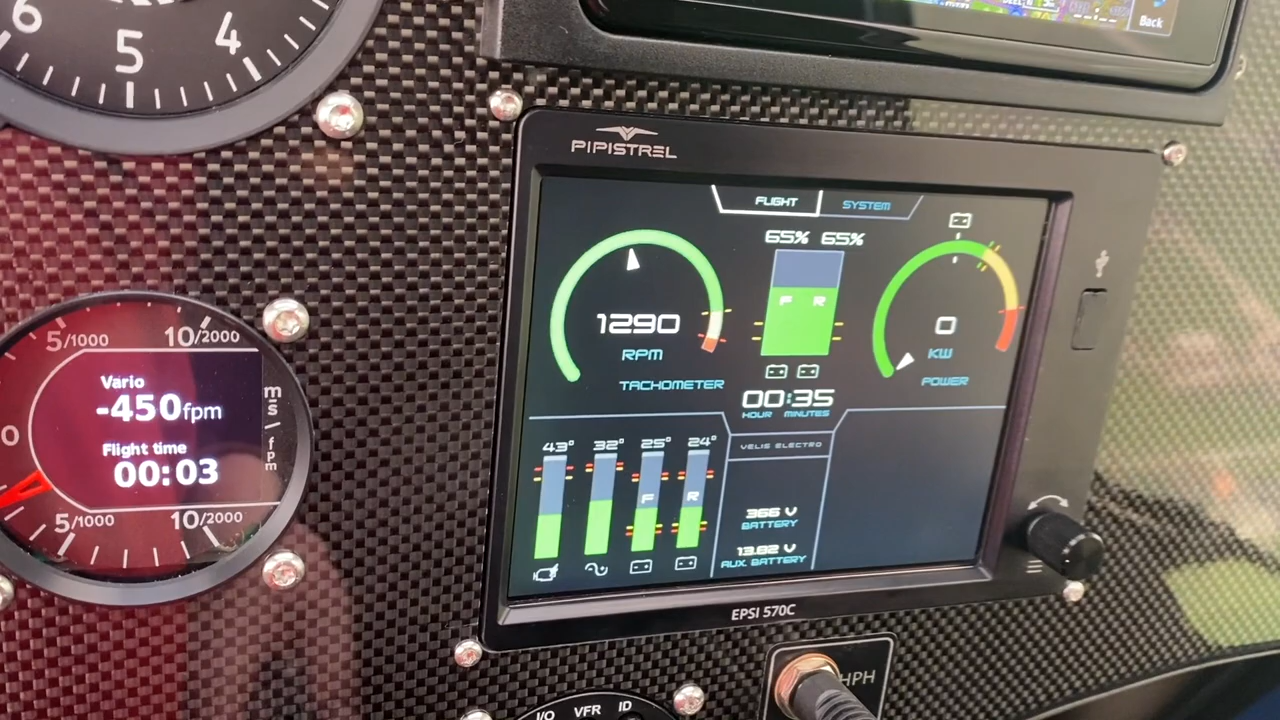 Back
6
5
4
PIPISTREL
FLIGHT
SYSTEM
65% 65%
F R
1290
RPM
TACHOMETER
0
KW
POWER
00:35
HOUR MINUTES
5/1000
10/2000
Vario
-450fpm
Flight time
00:03
0
m/s / fpm
5/1000
10/2000
43° 32° 25° 24°
F R
VELIS ELECTRO
366 V
BATTERY
13.82 V
AUX. BATTERY
EPSI 570C
HPH
I/O VFR ID